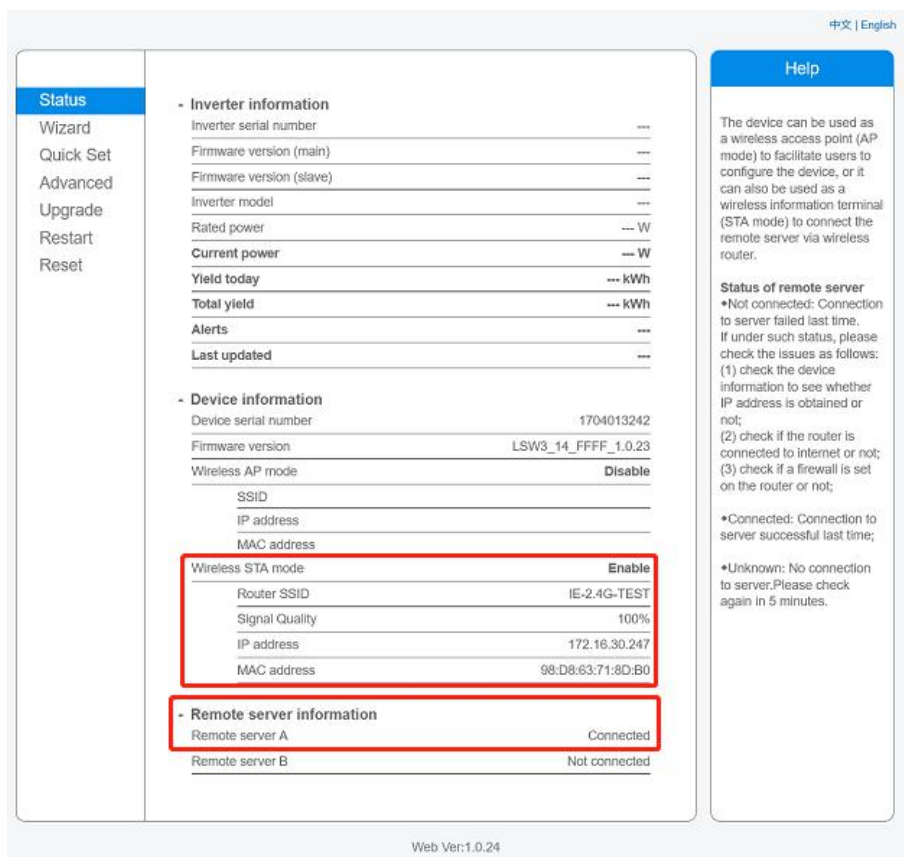 中文 | English
Status
Wizard
Quick Set
Advanced
Upgrade
Restart
Reset
- Inverter information
Inverter serial number ---
Firmware version (main) ---
Firmware version (slave) ---
Inverter model ---
Rated power --- W
Current power --- W
Yield today --- kWh
Total yield --- kWh
Alerts ---
Last updated ---
- Device information
Device serial number 1704013242
Firmware version LSW3_14_FFFF_1.0.23
Wireless AP mode Disable
SSID
IP address
MAC address
Wireless STA mode Enable
Router SSID IE-2.4G-TEST
Signal Quality 100%
IP address 172.16.30.247
MAC address 98:D8:63:71:8D:B0
- Remote server information
Remote server A Connected
Remote server B Not connected
Help
The device can be used as
a wireless access point (AP
mode) to facilitate users to
configure the device, or it
can also be used as a
wireless information terminal
(STA mode) to connect the
remote server via wireless
router.
Status of remote server
◆Not connected: Connection
to server failed last time.
If under such status, please
check the issues as follows:
(1) check the device
information to see whether
IP address is obtained or
not;
(2) check if the router is
connected to internet or not;
(3) check if a firewall is set
on the router or not;
◆Connected: Connection to
server successful last time;
◆Unknown: No connection
to server.Please check
again in 5 minutes.
Web Ver:1.0.24